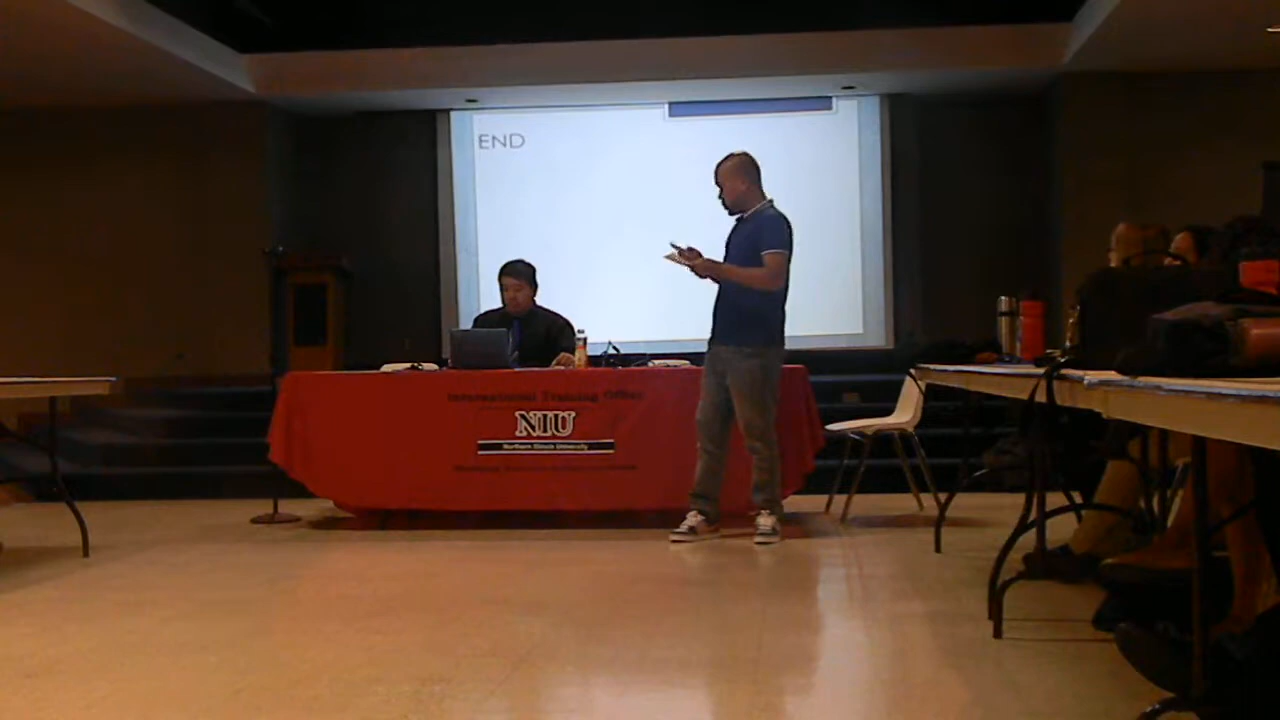 END
International Training Office
NIU
Northern Illinois University